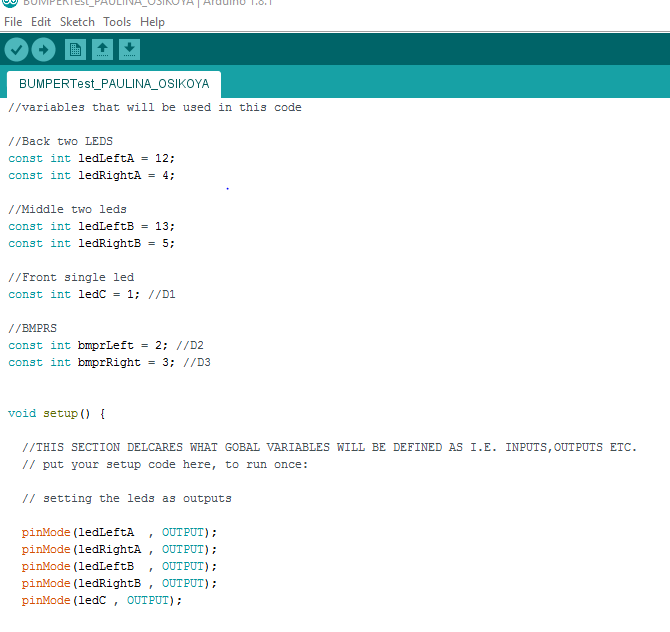 BUMPERTest_PAULINA_OSIKOYA | Arduino 1.8.1
File Edit Sketch Tools Help
BUMPERTest_PAULINA_OSIKOYA
//variables that will be used in this code
//Back two LEDS
const int ledLeftA = 12;
const int ledRightA = 4;
//Middle two leds
const int ledLeftB = 13;
const int ledRightB = 5;
//Front single led
const int ledC = 1; //D1
//BMPRS
const int bmprLeft = 2; //D2
const int bmprRight = 3; //D3
void setup() {
//THIS SECTION DELCARES WHAT GOBAL VARIABLES WILL BE DEFINED AS I.E. INPUTS,OUTPUTS ETC.
// put your setup code here, to run once:
// setting the leds as outputs
pinMode(ledLeftA  , OUTPUT);
pinMode(ledRightA , OUTPUT);
pinMode(ledLeftB  , OUTPUT);
pinMode(ledRightB , OUTPUT);
pinMode(ledC , OUTPUT);